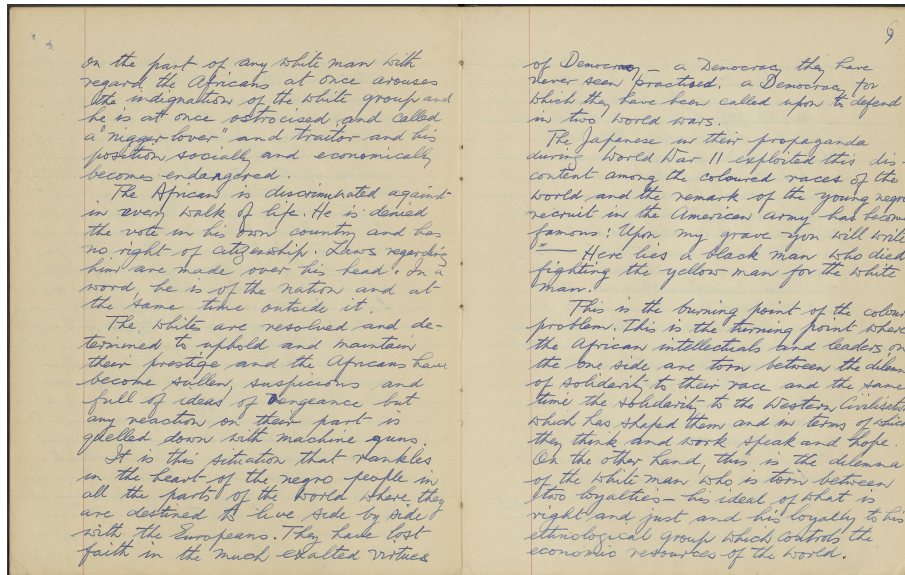 on the part of any white man with
regard the Africans at once arouses
the indignation of the white group and
he is at once ostrocised and called
a "nigger lover" and traitor and his
position socially and economically
becomes endangered.
The African is discriminated against
in every walk of life. He is denied
the vote in his own country and has
no right of citizenship. Laws regarding
him are made over his head. in a
word, he is of the nation and at
the same time outside it.
The whites are resolved and de-
termined to uphold and maintain
their prestige and the Africans have
become sullen, suspicious and
full of ideas of vengeance but
any reaction on their part is
quelled down with machine guns.
It is this situation that rankles
in the heart of the negro people in
all the parts of the world where they
are destined to live side by side
with the Europeans. They have lost
faith in the much exalted virtues
6
of Democracy – a Democracy they have
never seen practised. a Democracy for
which they have been called upon to defend
in two world wars.
The Japanese in their propaganda
during World War II exploited this dis-
content among the coloured races of the
world, and the remark of the young negro
recruit in the American army has become
famous: Upon my grave you will write
" — Here lies a black man who died
fighting the yellow man for the white
man.
This is the burning point of the colour
problem. This is the turning point where
the African intellectuals and leaders, on
the one side, are torn between the dilemma
of solidarity to their race and the same
time the solidarity to the Western Civilisation
which has shaped them and in terms of which
they think and work speak and hope.
On the other hand, this is the dilemma
of the white man who is torn between
two loyalties – his ideal of what is
right and just and his loyalty to his
ethnological group which controls the
economic resources of the world.